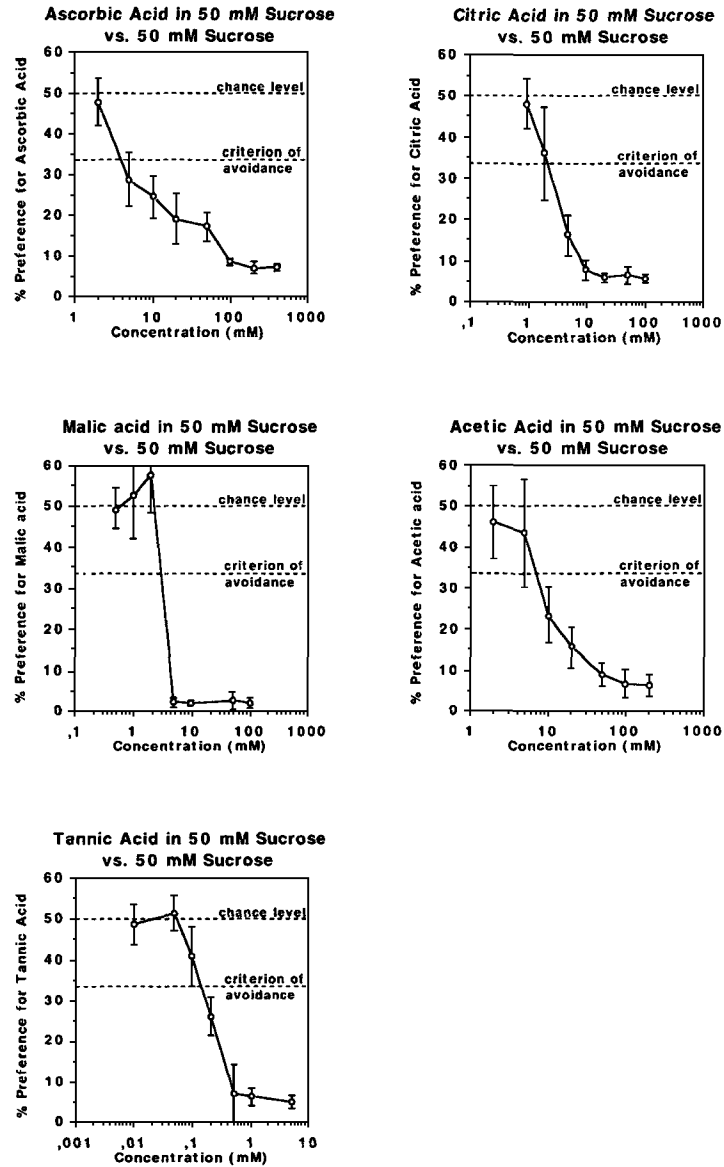 Ascorbic Acid in 50 mM Sucrose
vs. 50 mM Sucrose
% Preference for Ascorbic Acid
60
50
40
30
20
10
0
chance level
criterion of
avoidance
1 10 100 1000
Concentration (mM)
Citric Acid in 50 mM Sucrose
vs. 50 mM Sucrose
% Preference for Citric Acid
60
50
40
30
20
10
0
chance level
criterion of
avoidance
,1 1 10 100 1000
Concentration (mM)
Malic acid in 50 mM Sucrose
vs. 50 mM Sucrose
% Preference for Malic acid
60
50
40
30
20
10
0
chance level
criterion of
avoidance
,1 1 10 100 1000
Concentration (mM)
Acetic Acid in 50 mM Sucrose
vs. 50 mM Sucrose
% Preference for Acetic acid
60
50
40
30
20
10
0
chance level
criterion of
avoidance
1 10 100 1000
Concentration (mM)
Tannic Acid in 50 mM Sucrose
vs. 50 mM Sucrose
% Preference for Tannic Acid
60
50
40
30
20
10
0
chance level
criterion of
avoidance
,001 ,01 ,1 1 10
Concentration (mM)